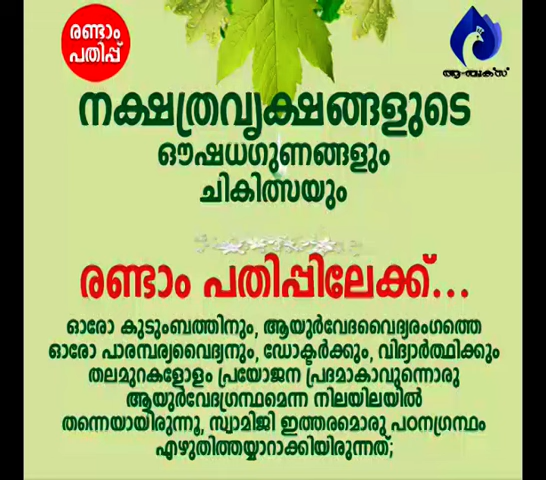 രണ്ടാം
പതിപ്പ്
ആ-ബുക്സ്
നക്ഷത്രവൃക്ഷങ്ങളുടെ
ഔഷധഗുണങ്ങളും
ചികിത്സയും
രണ്ടാം പതിപ്പിലേക്ക്...
ഓരോ കുടുംബത്തിനും, ആയുർവേദവൈദ്യരംഗത്തെ
ഓരോ പാരമ്പര്യവൈദ്യനും, ഡോക്ടർക്കും, വിദ്യാർത്ഥിക്കും
തലമുറകളോളം പ്രയോജന പ്രദമാകാവുന്നൊരു
ആയുർവേദഗ്രന്ഥമെന്ന നിലയിലയിൽ
തന്നെയായിരുന്നൂ, സ്വാമിജി ഇത്തരമൊരു പഠനഗ്രന്ഥം
എഴുതിത്തയ്യാറാക്കിയിരുന്നത്;